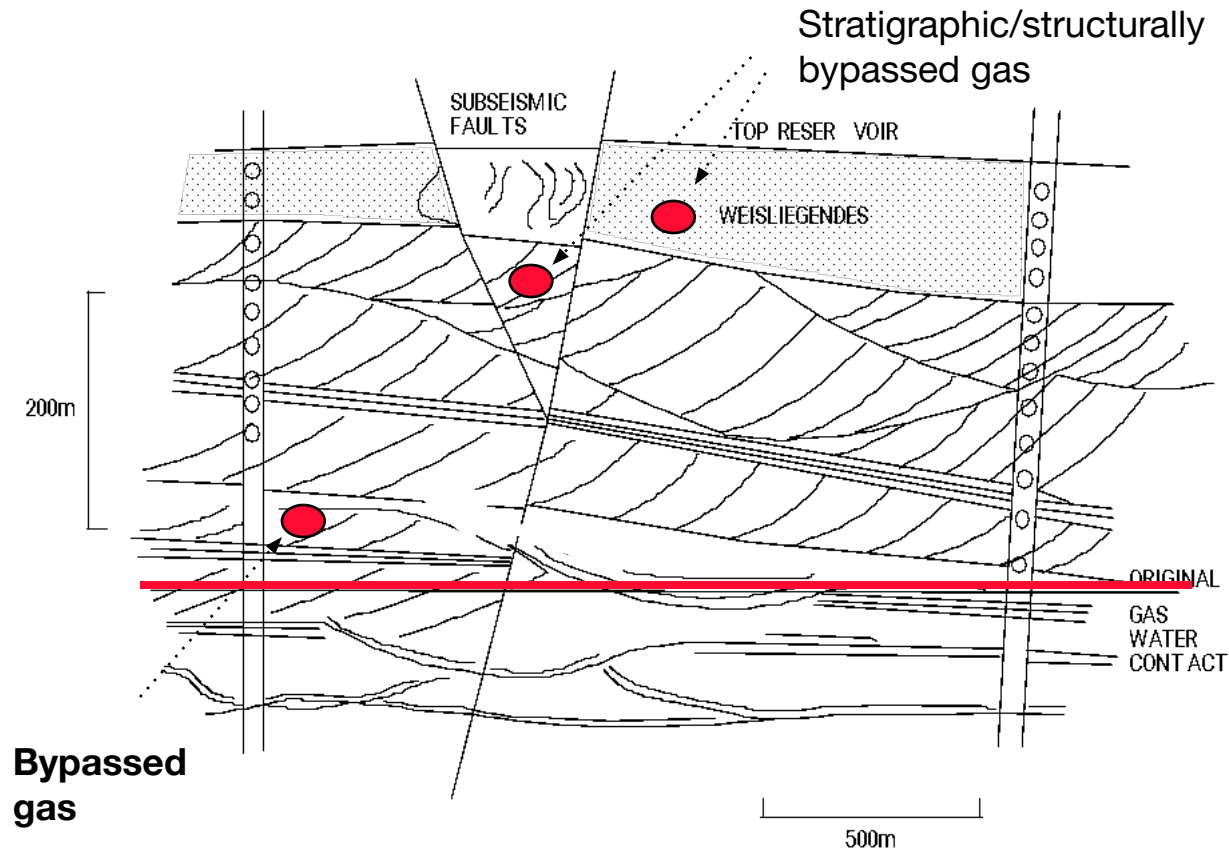 Stratigraphic/structurally
bypassed gas
SUBSEISMIC
FAULTS
TOP RESER VOIR
WEISLIEGENDES
200m
ORIGINAL
GAS
WATER
CONTACT
Bypassed
gas
500m